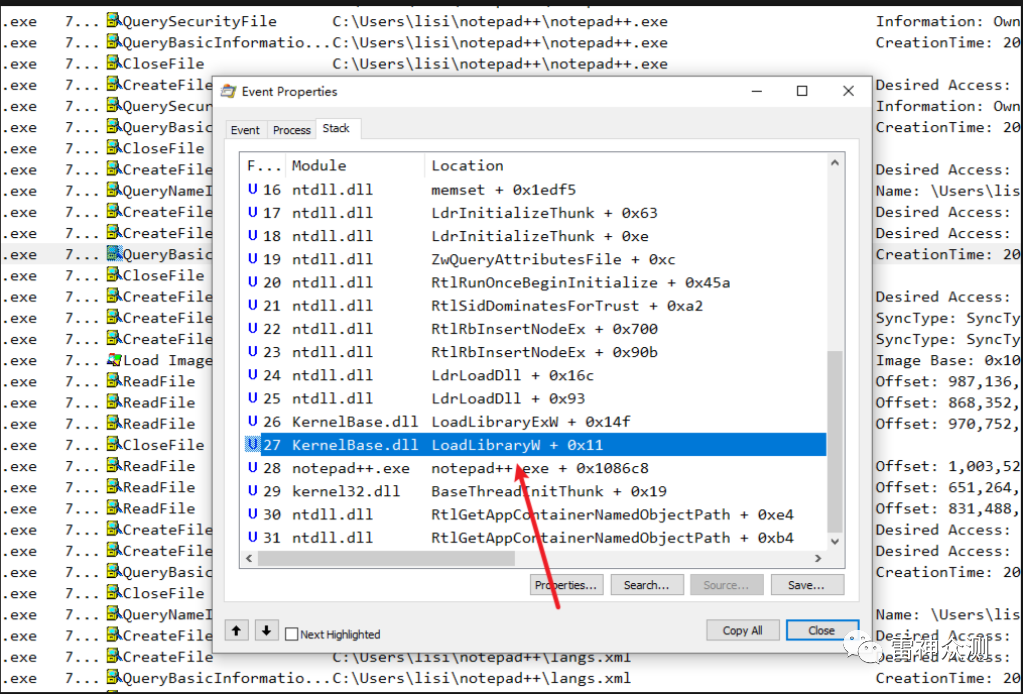 .exe 7... QuerySecurityFile C:\Users\lisi\notepad++\notepad++.exe Information: Own
.exe 7... QueryBasicInformatio... C:\Users\lisi\notepad++\notepad++.exe CreationTime: 20
.exe 7... CloseFile C:\Users\lisi\notepad++\notepad++.exe
.exe 7... CreateFile Desired Access:
.exe 7... QuerySecur Information: Own
.exe 7... QueryBasic CreationTime: 20
.exe 7... CloseFile
.exe 7... CreateFile Desired Access:
.exe 7... QueryNameI Name: \Users\lis
.exe 7... CreateFile Desired Access:
.exe 7... CreateFile Desired Access:
.exe 7... QueryBasic CreationTime: 20
.exe 7... CloseFile
.exe 7... CreateFile Desired Access:
.exe 7... CreateFile SyncType: SyncTy
.exe 7... CreateFile SyncType: SyncTy
.exe 7... Load Image Image Base: 0x10
.exe 7... ReadFile Offset: 987,136,
.exe 7... ReadFile Offset: 868,352,
.exe 7... ReadFile Offset: 970,752,
.exe 7... CloseFile
.exe 7... ReadFile Offset: 1,003,52
.exe 7... ReadFile Offset: 651,264,
.exe 7... ReadFile Offset: 831,488,
.exe 7... CreateFile Desired Access:
.exe 7... CreateFile Desired Access:
.exe 7... QueryBasic CreationTime: 20
.exe 7... CloseFile
.exe 7... QueryNameI Name: \Users\lis
.exe 7... CreateFile Desired Access:
.exe 7... CreateFile C:\Users\lisi\notepad++\langs.xml Desired Access:
.exe 7... QueryBasicInformatio... C:\Users\lisi\notepad++\langs.xml CreationTime: 20
Event Properties
Event Process Stack
F... Module Location
U 16 ntdll.dll memset + 0x1edf5
U 17 ntdll.dll LdrInitializeThunk + 0x63
U 18 ntdll.dll LdrInitializeThunk + 0xe
U 19 ntdll.dll ZwQueryAttributesFile + 0xc
U 20 ntdll.dll RtlRunOnceBeginInitialize + 0x45a
U 21 ntdll.dll RtlSidDominatesForTrust + 0xa2
U 22 ntdll.dll RtlRbInsertNodeEx + 0x700
U 23 ntdll.dll RtlRbInsertNodeEx + 0x90b
U 24 ntdll.dll LdrLoadDll + 0x16c
U 25 ntdll.dll LdrLoadDll + 0x93
U 26 KernelBase.dll LoadLibraryExW + 0x14f
U 27 KernelBase.dll LoadLibraryW + 0x11
U 28 notepad++.exe notepad++.exe + 0x1086c8
U 29 kernel32.dll BaseThreadInitThunk + 0x19
U 30 ntdll.dll RtlGetAppContainerNamedObjectPath + 0xe4
U 31 ntdll.dll RtlGetAppContainerNamedObjectPath + 0xb4
Properties... Search... Source... Save...
Next Highlighted Copy All Close
雷神众测